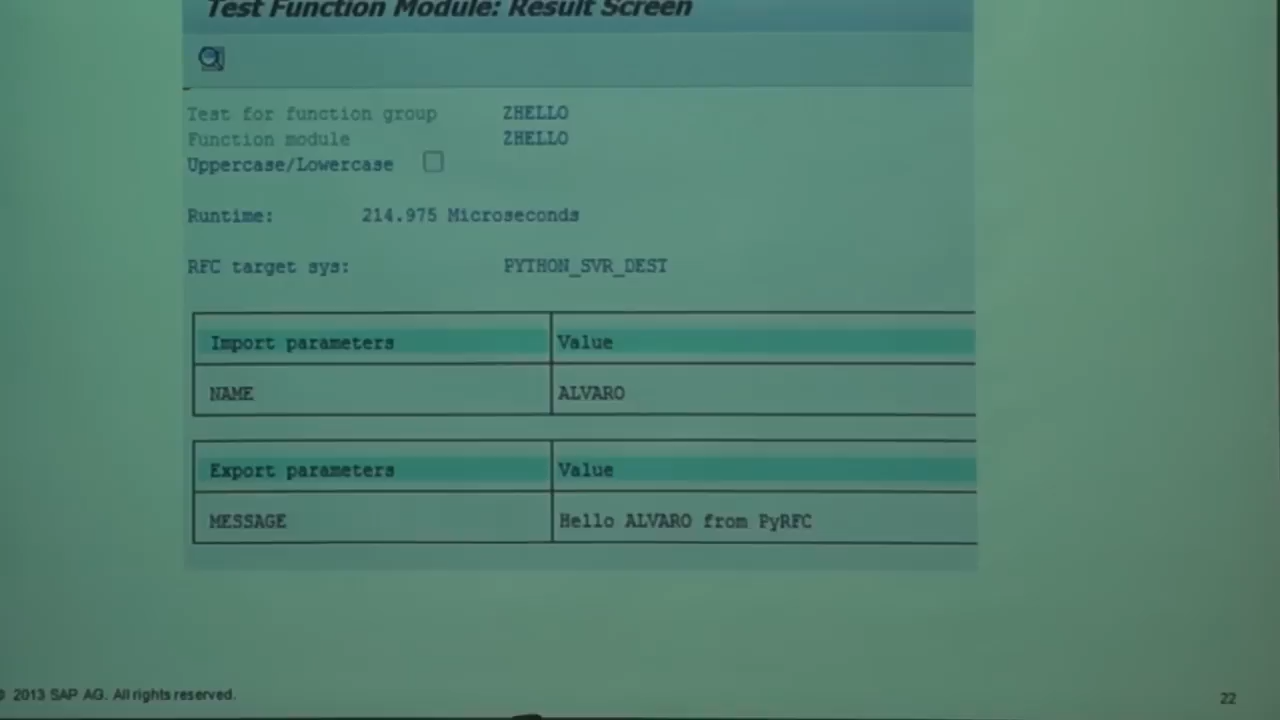 Test Function Module: Result Screen
Test for function group ZHELLO
Function module ZHELLO
Uppercase/Lowercase
Runtime: 214.975 Microseconds
RFC target sys: PYTHON_SVR_DEST
Import parameters Value
NAME ALVARO
Export parameters Value
MESSAGE Hello ALVARO from PyRFC
© 2013 SAP AG. All rights reserved. 22